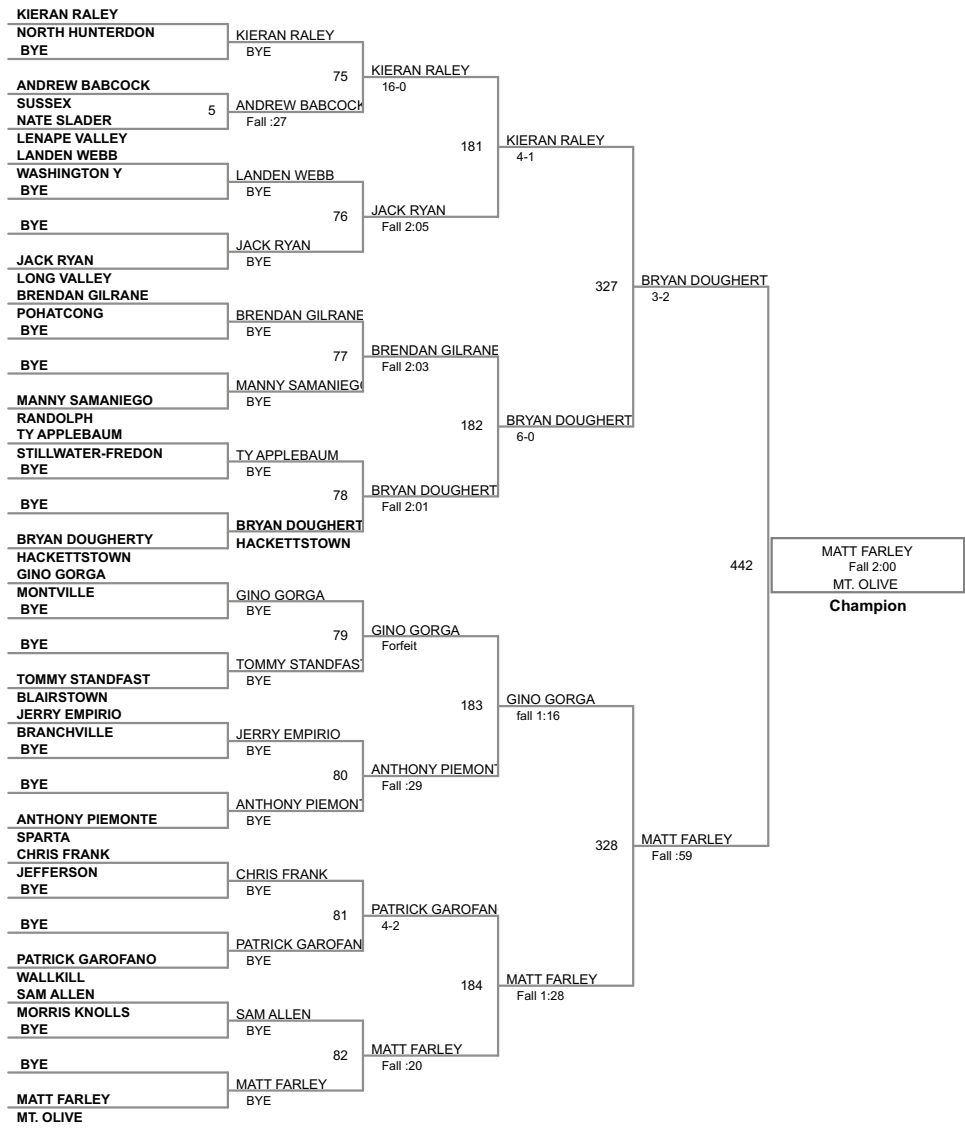 KIERAN RALEY
NORTH HUNTERDON
BYE
ANDREW BABCOCK
SUSSEX
NATE SLADER
LENAPE VALLEY
LANDEN WEBB
WASHINGTON Y
BYE
BYE
JACK RYAN
LONG VALLEY
BRENDAN GILRANE
POHATCONG
BYE
BYE
MANNY SAMANIEGO
RANDOLPH
TY APPLEBAUM
STILLWATER-FREDON
BYE
BYE
BRYAN DOUGHERTY
HACKETTSTOWN
GINO GORGA
MONTVILLE
BYE
BYE
TOMMY STANDFAST
BLAIRSTOWN
JERRY EMPIRIO
BRANCHVILLE
BYE
BYE
ANTHONY PIEMONTE
SPARTA
CHRIS FRANK
JEFFERSON
BYE
BYE
PATRICK GAROFANO
WALLKILL
SAM ALLEN
MORRIS KNOLLS
BYE
BYE
MATT FARLEY
MT. OLIVE
5
KIERAN RALEY
BYE
ANDREW BABCOCK
Fall :27
LANDEN WEBB
BYE
JACK RYAN
BYE
BRENDAN GILRANE
BYE
MANNY SAMANIEGO
BYE
TY APPLEBAUM
BYE
BRYAN DOUGHERT
HACKETTSTOWN
GINO GORGA
BYE
TOMMY STANDFAST
BYE
JERRY EMPIRIO
BYE
ANTHONY PIEMONT
BYE
CHRIS FRANK
BYE
PATRICK GAROFAN
BYE
SAM ALLEN
BYE
MATT FARLEY
BYE
75
76
77
78
79
80
81
82
KIERAN RALEY
16-0
JACK RYAN
Fall 2:05
BRENDAN GILRANE
Fall 2:03
BRYAN DOUGHERT
Fall 2:01
GINO GORGA
Forfeit
ANTHONY PIEMONT
Fall :29
PATRICK GAROFAN
4-2
MATT FARLEY
Fall :20
181
182
183
184
KIERAN RALEY
4-1
BRYAN DOUGHERT
6-0
GINO GORGA
fall 1:16
MATT FARLEY
Fall 1:28
327
328
BRYAN DOUGHERT
3-2
MATT FARLEY
Fall :59
442
MATT FARLEY
Fall 2:00
MT. OLIVE
Champion